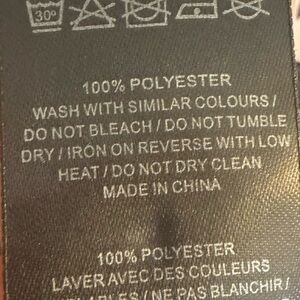 30°
100% POLYESTER
WASH WITH SIMILAR COLOURS /
DO NOT BLEACH / DO NOT TUMBLE
DRY / IRON ON REVERSE WITH LOW
HEAT / DO NOT DRY CLEAN
MADE IN CHINA
100% POLYESTER
LAVER AVEC DES COULEURS
/ NE PAS BLANCHIR /